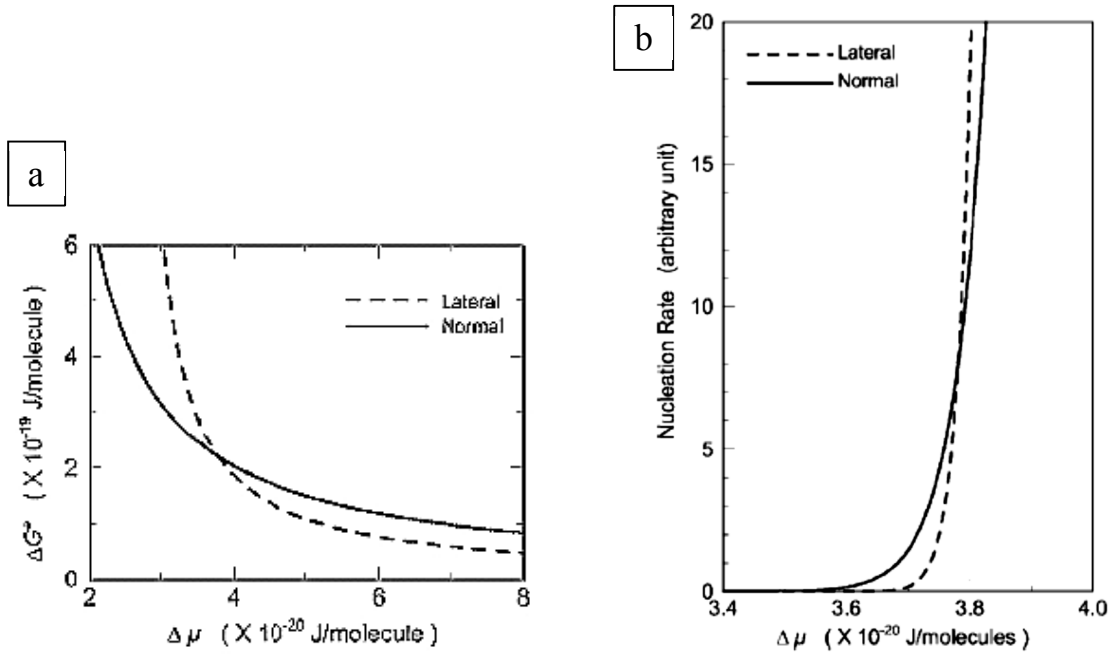 a
6
4
2
0
2
4
6
8
Lateral
Normal
ΔG* ( X 10⁻¹⁹ J/molecule )
Δμ ( X 10⁻²⁰ J/molecule )
b
20
15
10
5
0
3.4
3.6
3.8
4.0
Lateral
Normal
Nucleation Rate (arbitrary unit)
Δμ ( X 10⁻²⁰ J/molecules )